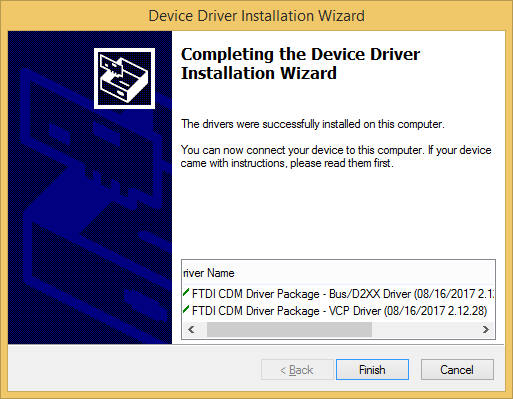 Device Driver Installation Wizard
Completing the Device Driver
Installation Wizard
The drivers were successfully installed on this computer.
You can now connect your device to this computer. If your device
came with instructions, please read them first.
river Name
FTDI CDM Driver Package - Bus/D2XX Driver (08/16/2017 2.12
FTDI CDM Driver Package - VCP Driver (08/16/2017 2.12.28)
< Back
Finish
Cancel